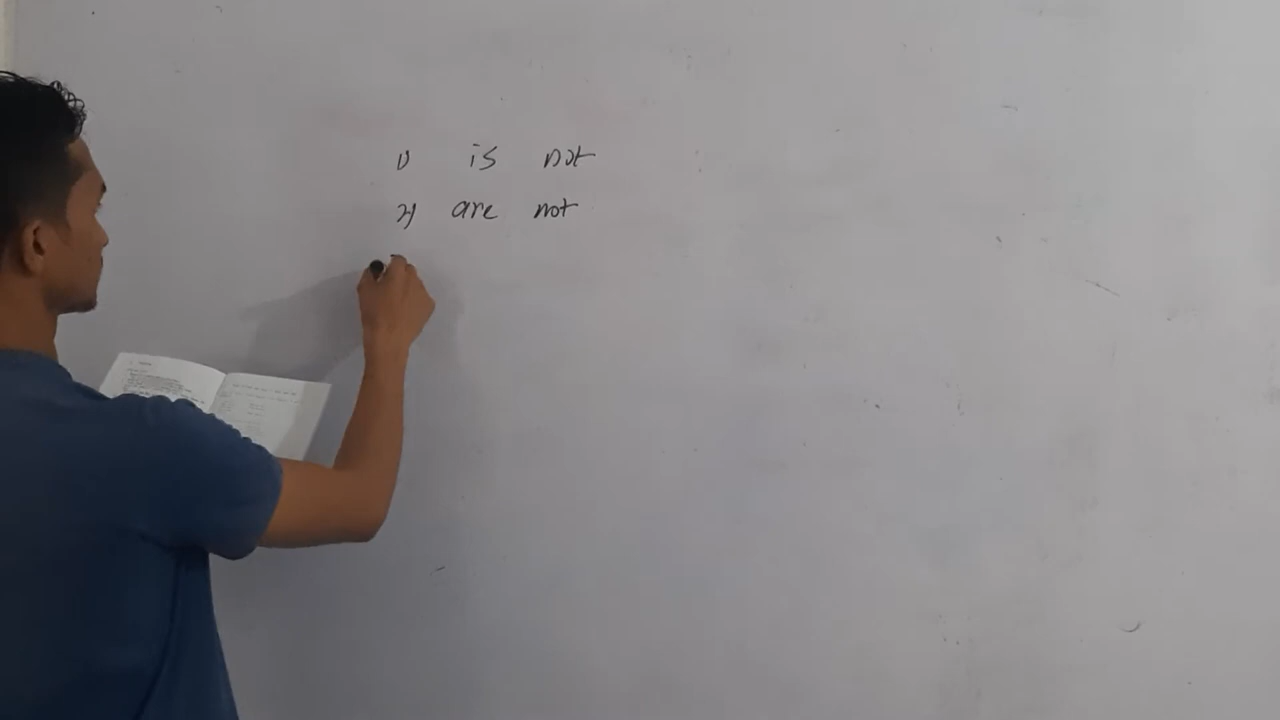 1) is not
2) are not